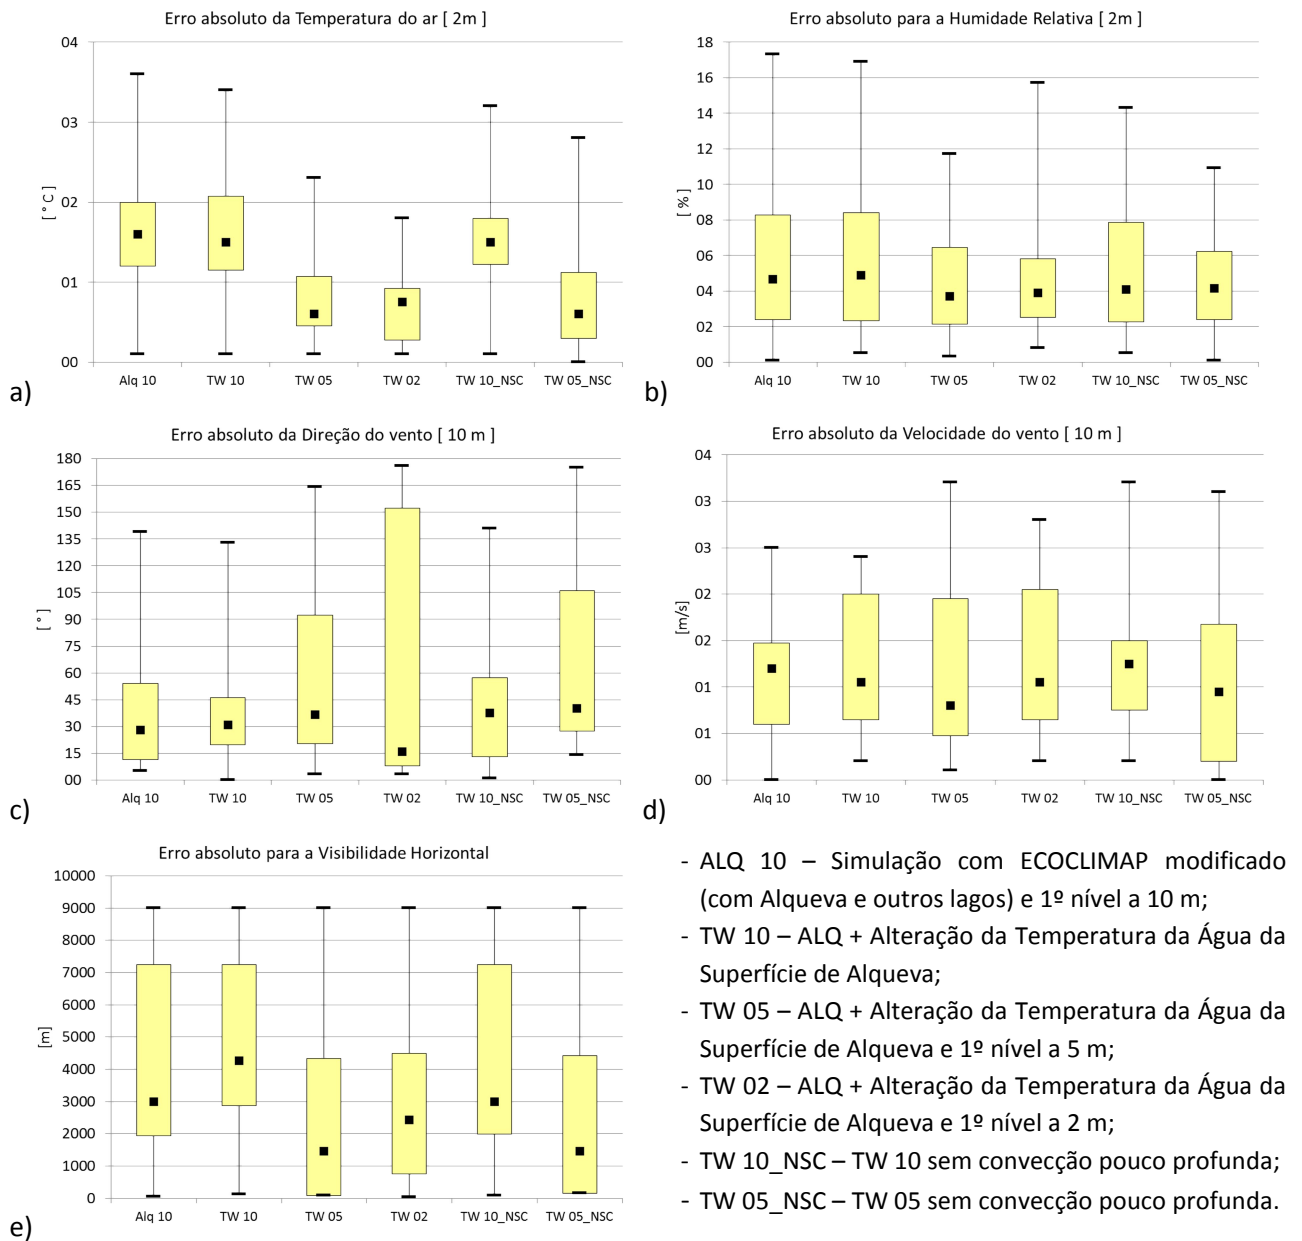 Erro absoluto da Temperatura do ar [ 2m ]
04
03
02
01
00
[ ° C ]
Alq 10 TW 10 TW 05 TW 02 TW 10_NSC TW 05_NSC
a)
Erro absoluto para a Humidade Relativa [ 2m ]
18
16
14
12
10
08
06
04
02
00
[ % ]
Alq 10 TW 10 TW 05 TW 02 TW 10_NSC TW 05_NSC
b)
Erro absoluto da Direção do vento [ 10 m ]
180
165
150
135
120
105
90
75
60
45
30
15
00
[ ° ]
Alq 10 TW 10 TW 05 TW 02 TW 10_NSC TW 05_NSC
c)
Erro absoluto da Velocidade do vento [ 10 m ]
04
03
03
02
02
01
01
00
[m/s]
Alq 10 TW 10 TW 05 TW 02 TW 10_NSC TW 05_NSC
d)
Erro absoluto para a Visibilidade Horizontal
10000
9000
8000
7000
6000
5000
4000
3000
2000
1000
0
[m]
Alq 10 TW 10 TW 05 TW 02 TW 10_NSC TW 05_NSC
e)
- ALQ 10 – Simulação com ECOCLIMAP modificado
(com Alqueva e outros lagos) e 1º nível a 10 m;
- TW 10 – ALQ + Alteração da Temperatura da Água da
Superfície de Alqueva;
- TW 05 – ALQ + Alteração da Temperatura da Água da
Superfície de Alqueva e 1º nível a 5 m;
- TW 02 – ALQ + Alteração da Temperatura da Água da
Superfície de Alqueva e 1º nível a 2 m;
- TW 10_NSC – TW 10 sem convecção pouco profunda;
- TW 05_NSC – TW 05 sem convecção pouco profunda.